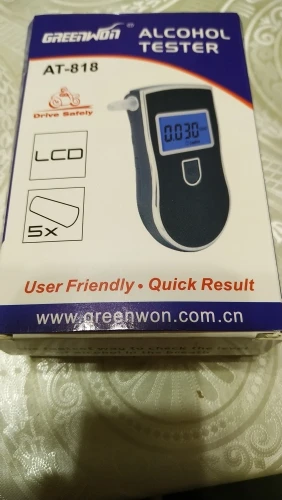 GREENWON®
ALCOHOL
TESTER
AT-818
Drive Safely
LCD
5x
0.030
User Friendly • Quick Result
www.greenwon.com.cn